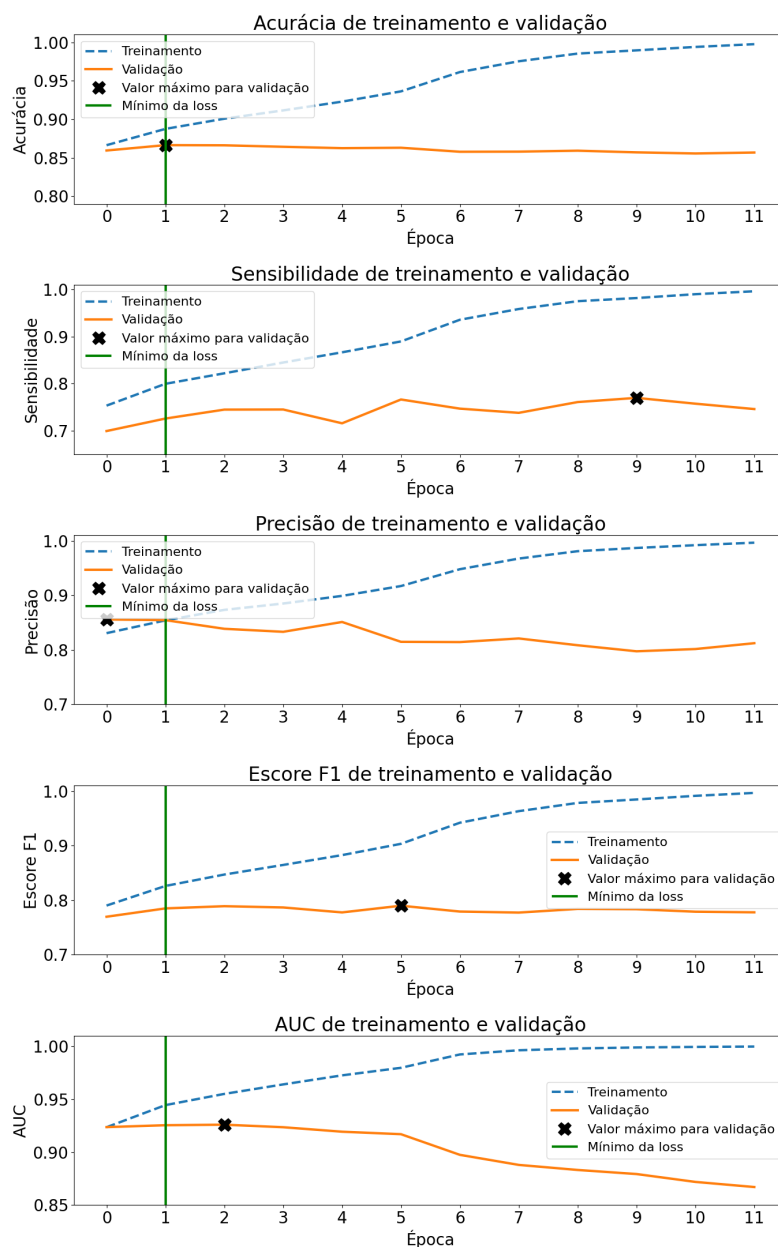 Acurácia de treinamento e validação
1.00
0.95
0.90
0.85
0.80
Acurácia
Treinamento
Validação
Valor máximo para validação
Mínimo da loss
0 1 2 3 4 5 6 7 8 9 10 11
Época
Sensibilidade de treinamento e validação
1.0
0.9
0.8
0.7
Sensibilidade
Treinamento
Validação
Valor máximo para validação
Mínimo da loss
0 1 2 3 4 5 6 7 8 9 10 11
Época
Precisão de treinamento e validação
1.0
0.9
0.8
0.7
Precisão
Treinamento
Validação
Valor máximo para validação
Mínimo da loss
0 1 2 3 4 5 6 7 8 9 10 11
Época
Escore F1 de treinamento e validação
1.0
0.9
0.8
0.7
Escore F1
Treinamento
Validação
Valor máximo para validação
Mínimo da loss
0 1 2 3 4 5 6 7 8 9 10 11
Época
AUC de treinamento e validação
1.00
0.95
0.90
0.85
AUC
Treinamento
Validação
Valor máximo para validação
Mínimo da loss
0 1 2 3 4 5 6 7 8 9 10 11
Época